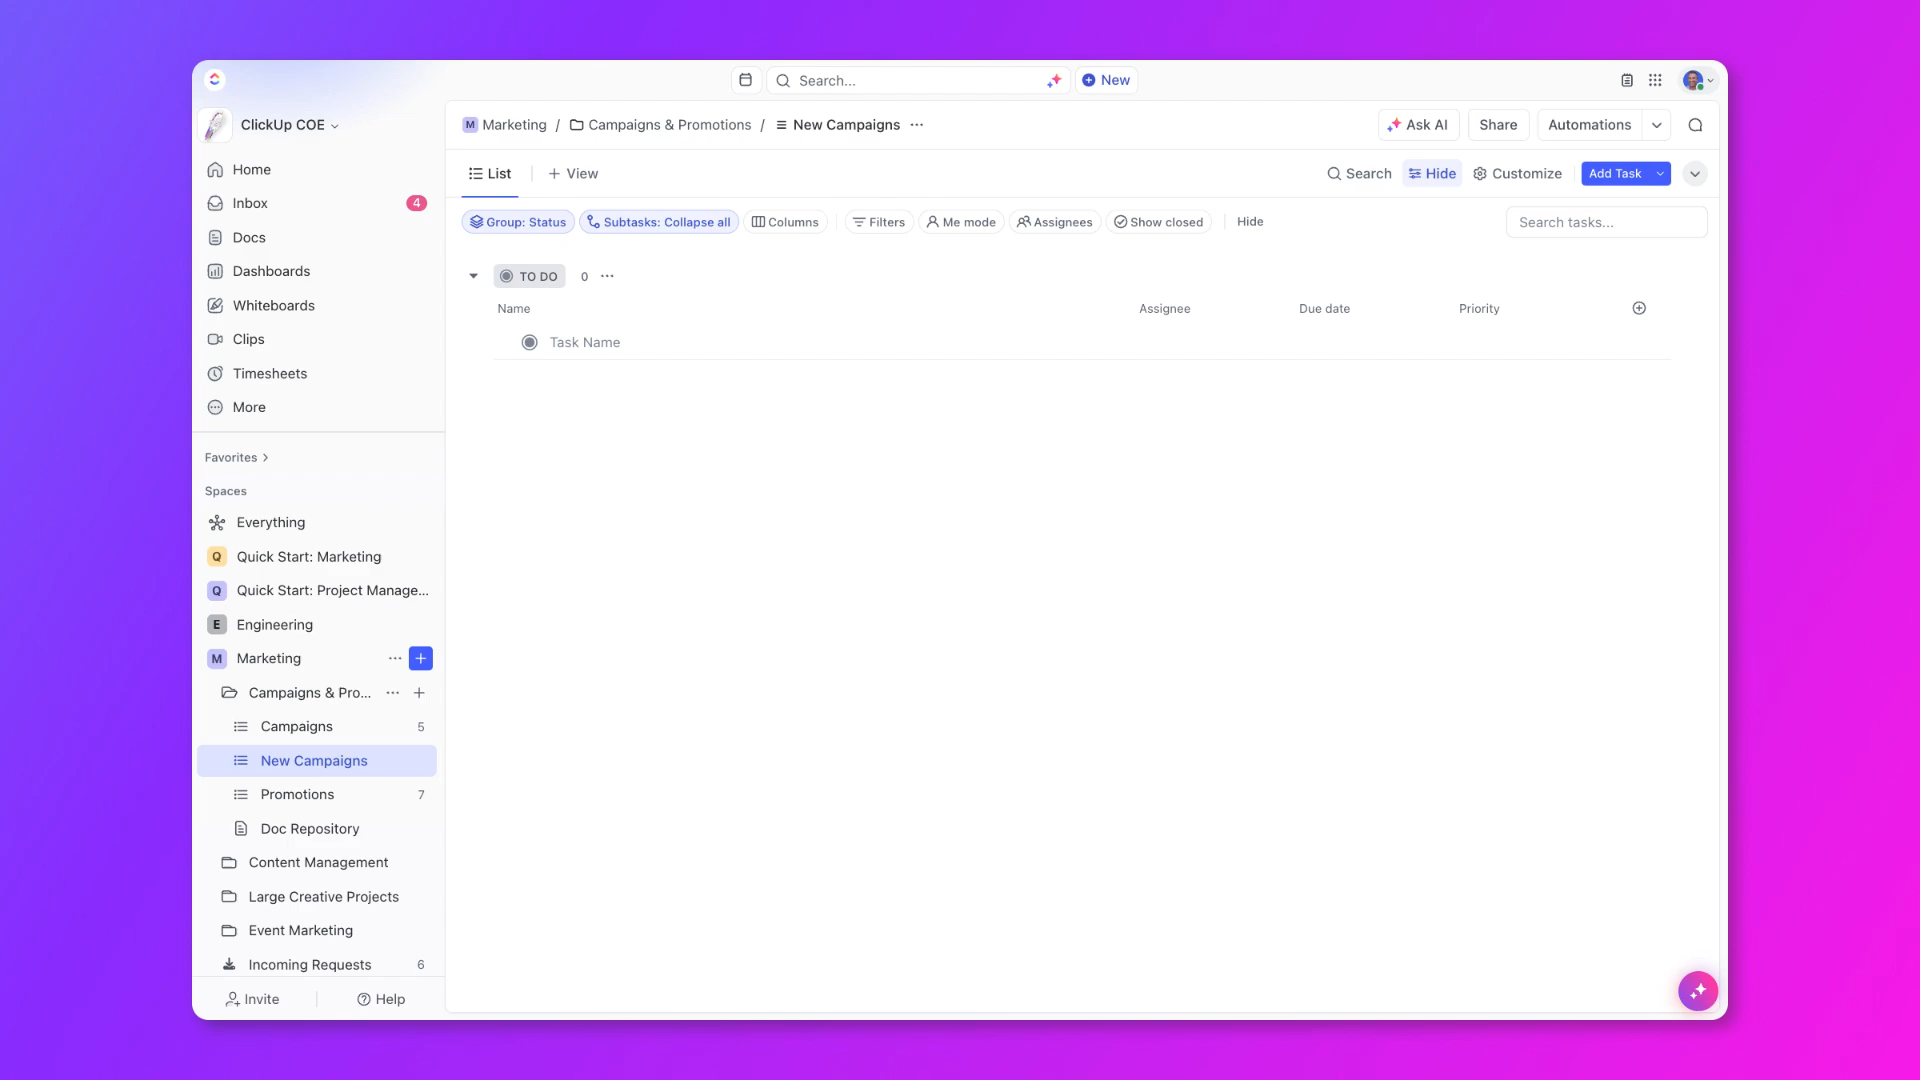 Search...
New
ClickUp COE
Home
Inbox 4
Docs
Dashboards
Whiteboards
Clips
Timesheets
More
Favorites
Spaces
Everything
Q Quick Start: Marketing
Q Quick Start: Project Manage...
E Engineering
M Marketing
Campaigns & Pro...
Campaigns 5
New Campaigns
Promotions 7
Doc Repository
Content Management
Large Creative Projects
Event Marketing
Incoming Requests 6
Invite
Help
M Marketing / Campaigns & Promotions / New Campaigns
Ask AI
Share
Automations
List
View
Search
Hide
Customize
Add Task
Group: Status
Subtasks: Collapse all
Columns
Filters
Me mode
Assignees
Show closed
Hide
Search tasks...
TO DO 0
Name Assignee Due date Priority
Task Name